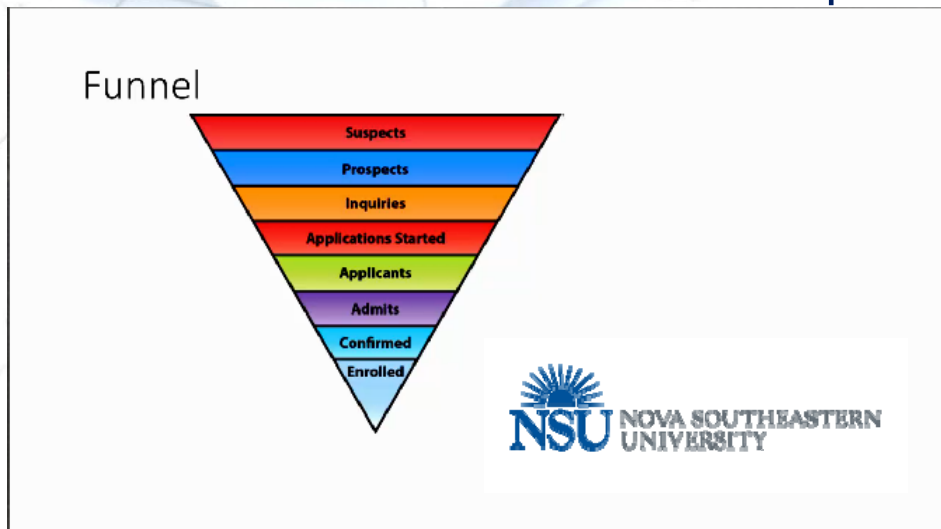 Funnel
Suspects
Prospects
Inquiries
Applications Started
Applicants
Admits
Confirmed
Enrolled
NSU NOVA SOUTHEASTERN
UNIVERSITY